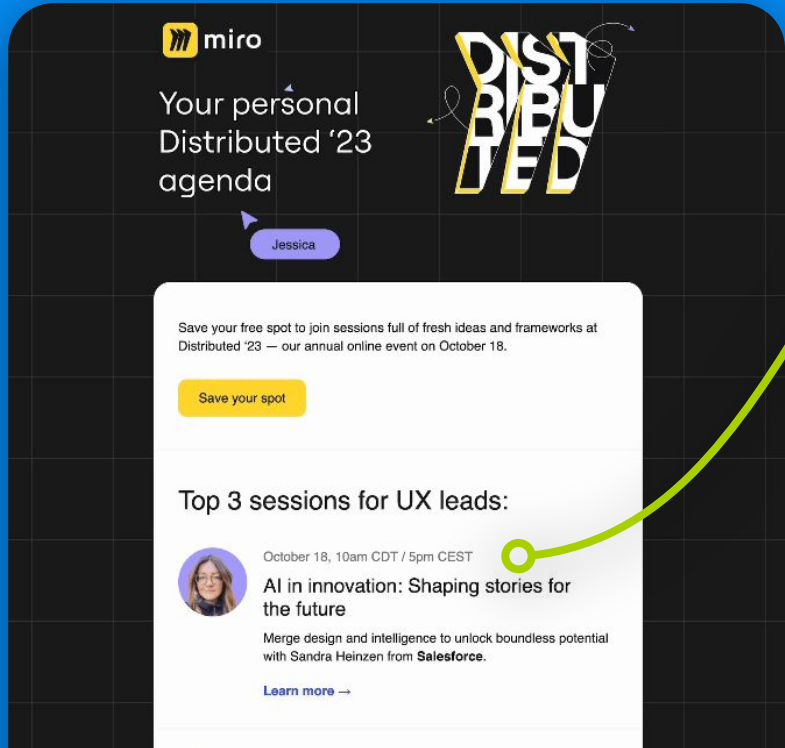 miro
DIST
RIBU
TED
Your personal
Distributed ‘23
agenda
Jessica
Save your free spot to join sessions full of fresh ideas and frameworks at
Distributed ‘23 — our annual online event on October 18.
Save your spot
Top 3 sessions for UX leads:
October 18, 10am CDT / 5pm CEST
AI in innovation: Shaping stories for
the future
Merge design and intelligence to unlock boundless potential
with Sandra Heinzen from Salesforce.
Learn more →